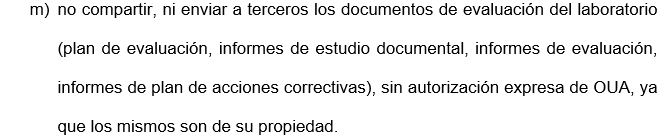 m) no compartir, ni enviar a terceros los documentos de evaluación del laboratorio
(plan de evaluación, informes de estudio documental, informes de evaluación,
informes de plan de acciones correctivas), sin autorización expresa de OUA, ya
que los mismos son de su propiedad.